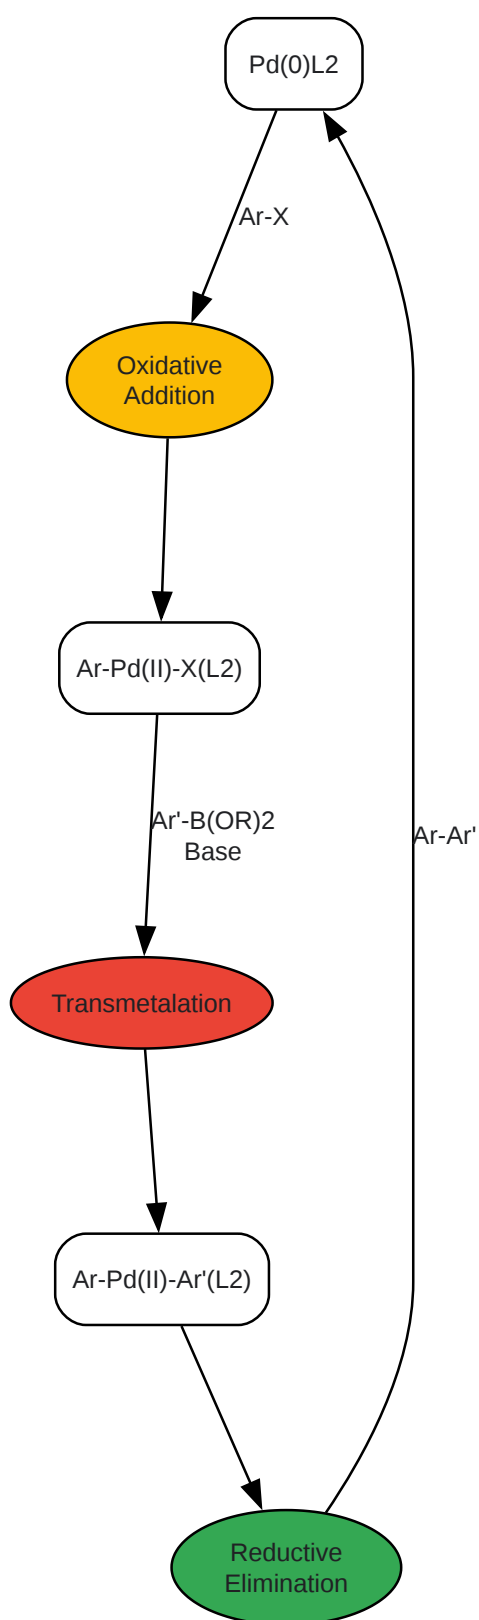 Pd(0)L2
Ar-X
Oxidative
Addition
Ar-Pd(II)-X(L2)
Ar'-B(OR)2
Base
Ar-Ar'
Transmetalation
Ar-Pd(II)-Ar'(L2)
Reductive
Elimination